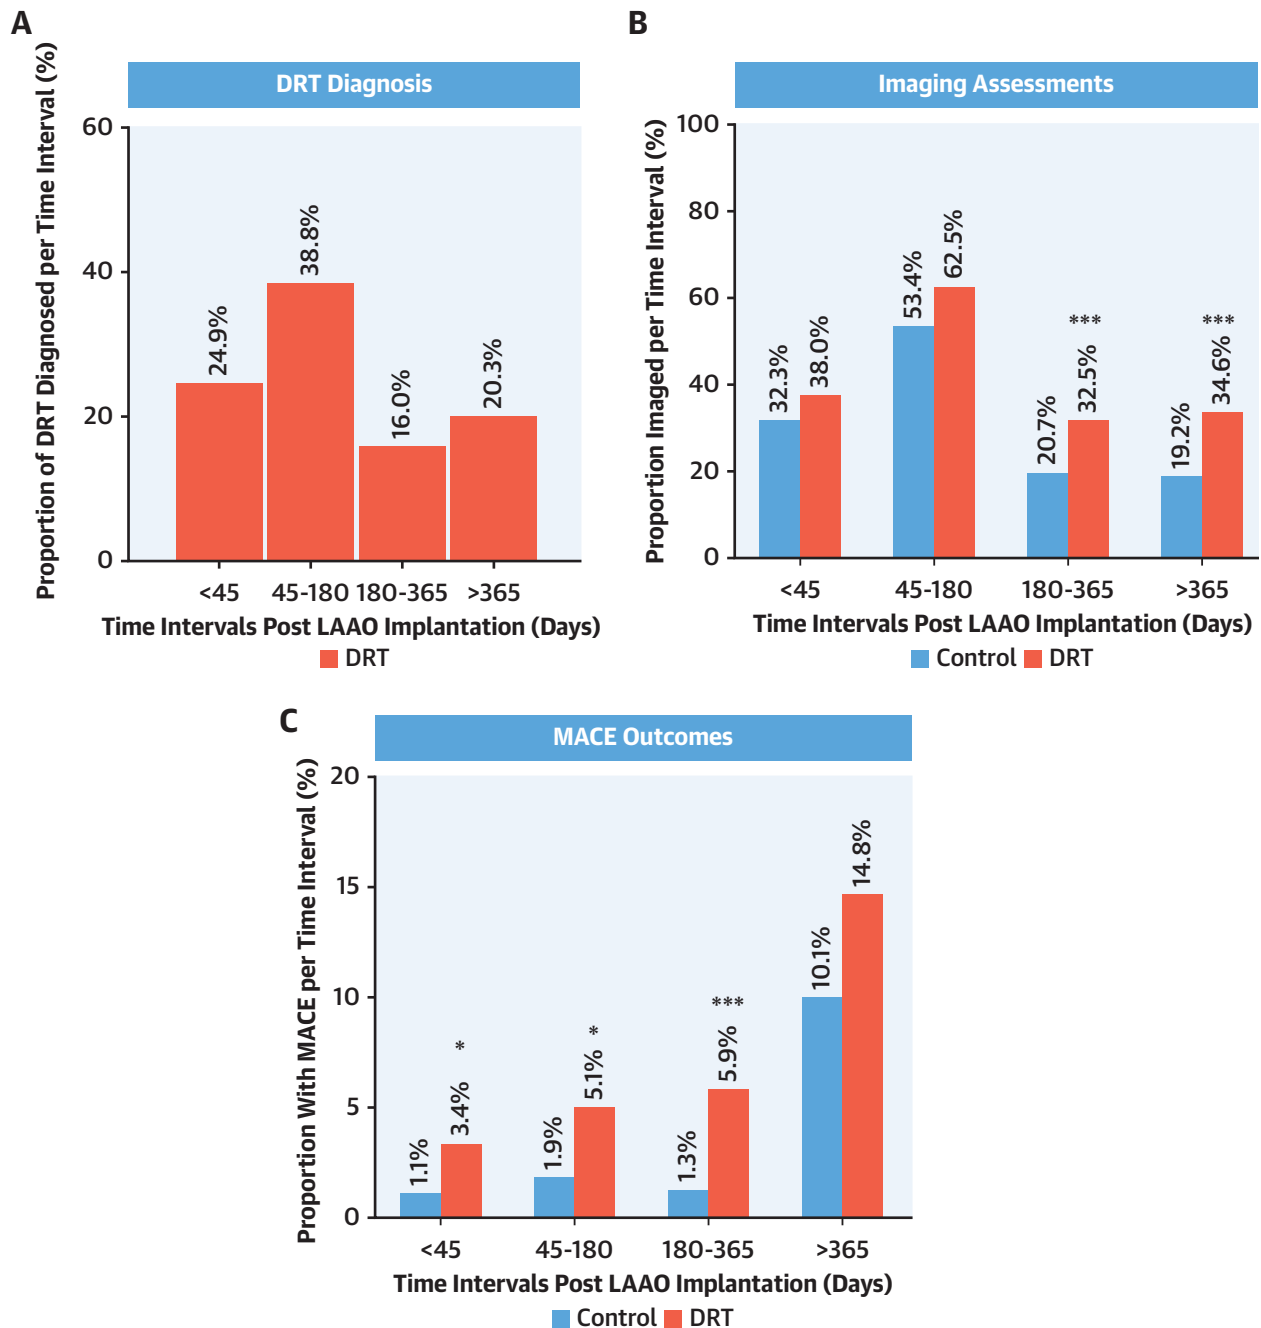 A
DRT Diagnosis
Proportion of DRT Diagnosed per Time Interval (%)
60
40
20
0
24.9%
38.8%
16.0%
20.3%
<45 45-180 180-365 >365
Time Intervals Post LAAO Implantation (Days)
DRT
B
Imaging Assessments
Proportion Imaged per Time Interval (%)
100
80
60
40
20
0
32.3%
38.0%
53.4%
62.5%
20.7%
32.5%
***
19.2%
34.6%
***
<45 45-180 180-365 >365
Time Intervals Post LAAO Implantation (Days)
Control DRT
C
MACE Outcomes
Proportion With MACE per Time Interval (%)
20
15
10
5
0
1.1%
3.4%
*
1.9%
5.1%
*
1.3%
5.9%
***
10.1%
14.8%
<45 45-180 180-365 >365
Time Intervals Post LAAO Implantation (Days)
Control DRT